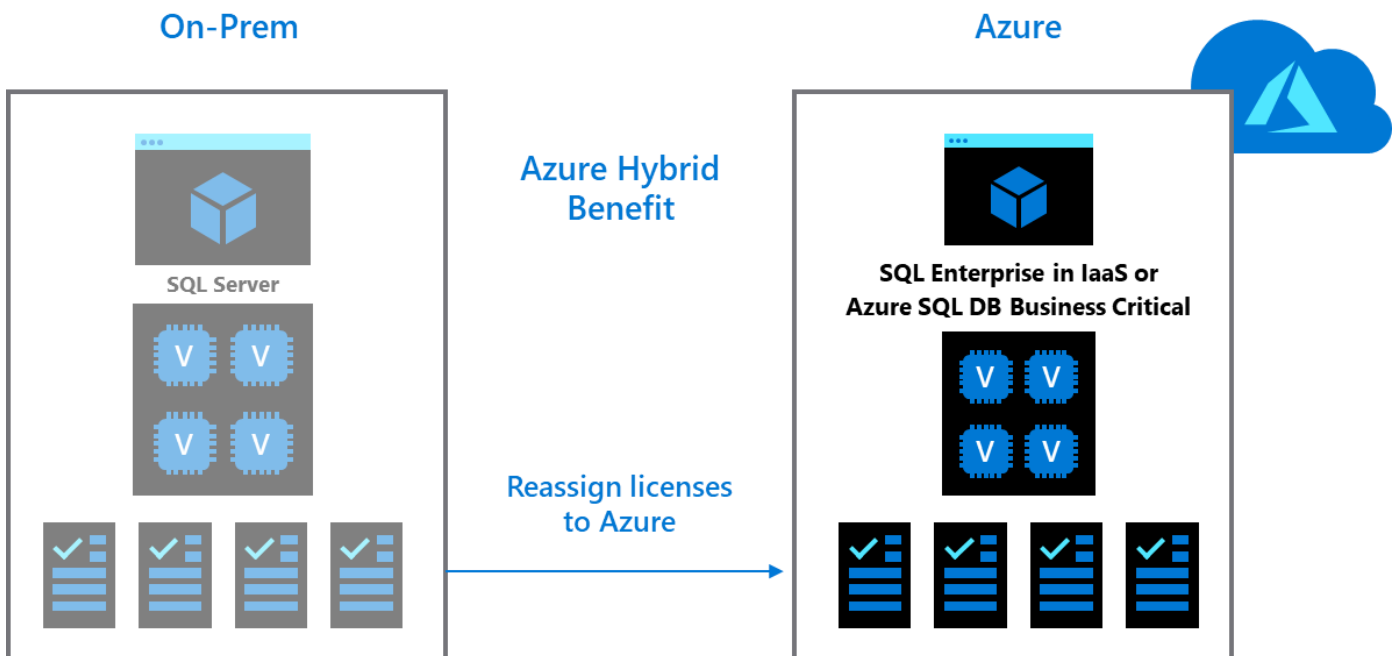 On-Prem
Azure
Azure Hybrid
Benefit
SQL Server
V
V
V
V
Reassign licenses
to Azure
SQL Enterprise in IaaS or
Azure SQL DB Business Critical
V
V
V
V